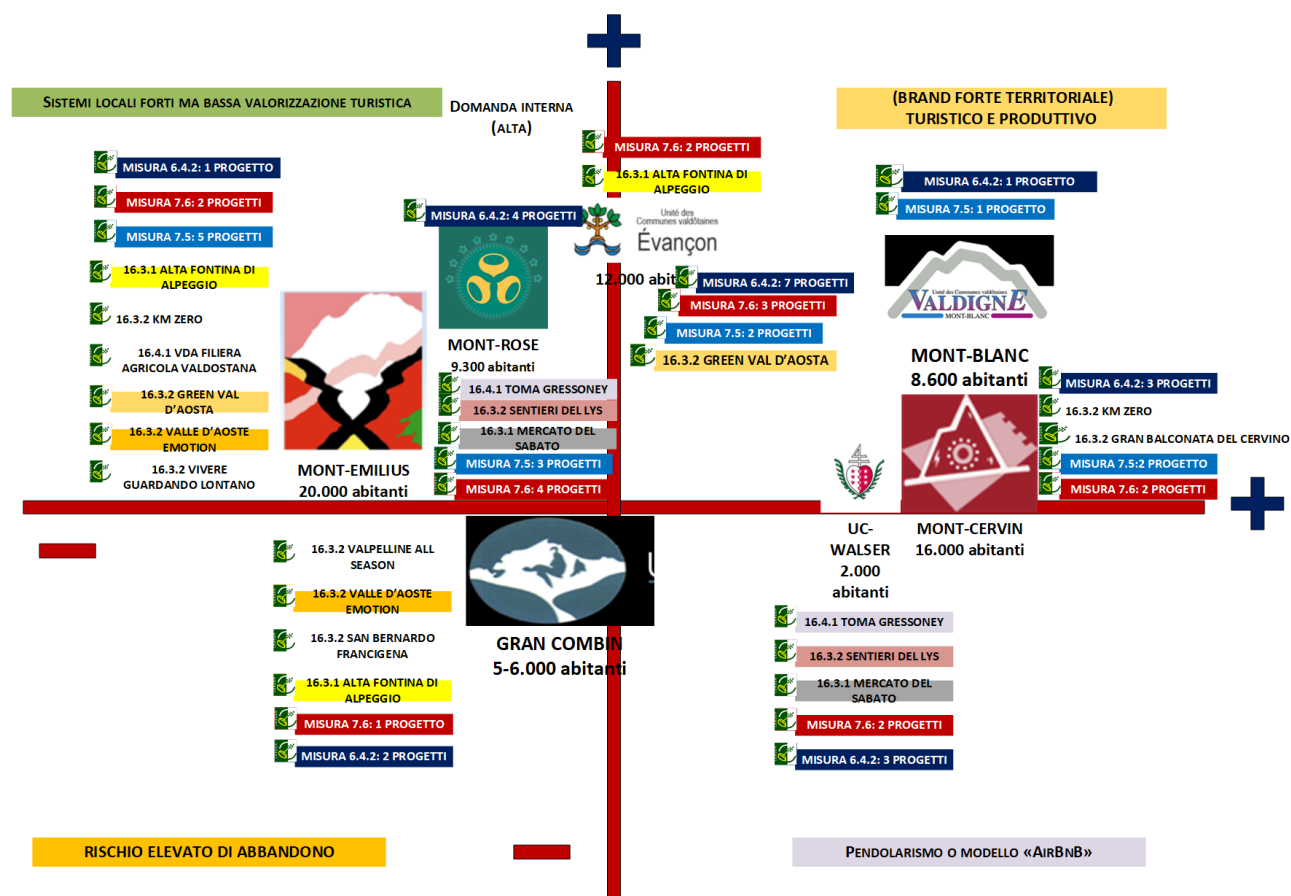 SISTEMI LOCALI FORTI MA BASSA VALORIZZAZIONE TURISTICA
DOMANDA INTERNA
(ALTA)
(BRAND FORTE TERRITORIALE)
TURISTICO E PRODUTTIVO
MISURA 6.4.2: 1 PROGETTO
MISURA 7.6: 2 PROGETTI
MISURA 7.5: 5 PROGETTI
16.3.1 ALTA FONTINA DI
ALPEGGIO
16.3.2 KM ZERO
16.4.1 VDA FILIERA
AGRICOLA VALDOSTANA
16.3.2 GREEN VAL
D'AOSTA
16.3.2 VALLE D'AOSTE
EMOTION
16.3.2 VIVERE
GUARDANDO LONTANO
MONT-EMILIUS
20.000 abitanti
MISURA 6.4.2: 4 PROGETTI
MONT-ROSE
9.300 abitanti
16.4.1 TOMA GRESSONEY
16.3.2 SENTIERI DEL LYS
16.3.1 MERCATO DEL
SABATO
MISURA 7.5: 3 PROGETTI
MISURA 7.6: 4 PROGETTI
MISURA 7.6: 2 PROGETTI
16.3.1 ALTA FONTINA DI
ALPEGGIO
Unité des
Communes valdôtaines
Évançon
12.000 abit
MISURA 6.4.2: 7 PROGETTI
MISURA 7.6: 3 PROGETTI
MISURA 7.5: 2 PROGETTI
16.3.2 GREEN VAL D'AOSTA
MISURA 6.4.2: 1 PROGETTO
MISURA 7.5: 1 PROGETTO
Unité des Communes valdôtaines
VALDIGNE
MONT-BLANC
MONT-BLANC
8.600 abitanti
MISURA 6.4.2: 3 PROGETTI
16.3.2 KM ZERO
16.3.2 GRAN BALCONATA DEL CERVINO
MISURA 7.5:2 PROGETTO
MISURA 7.6: 2 PROGETTI
UC-
WALSER
2.000
abitanti
MONT-CERVIN
16.000 abitanti
16.3.2 VALPELLINE ALL
SEASON
16.3.2 VALLE D'AOSTE
EMOTION
16.3.2 SAN BERNARDO
FRANCIGENA
16.3.1 ALTA FONTINA DI
ALPEGGIO
MISURA 7.6: 1 PROGETTO
MISURA 6.4.2: 2 PROGETTI
GRAN COMBIN
5-6.000 abitanti
16.4.1 TOMA GRESSONEY
16.3.2 SENTIERI DEL LYS
16.3.1 MERCATO DEL
SABATO
MISURA 7.6: 2 PROGETTI
MISURA 6.4.2: 3 PROGETTI
RISCHIO ELEVATO DI ABBANDONO
PENDOLARISMO O MODELLO «AIRBNB»